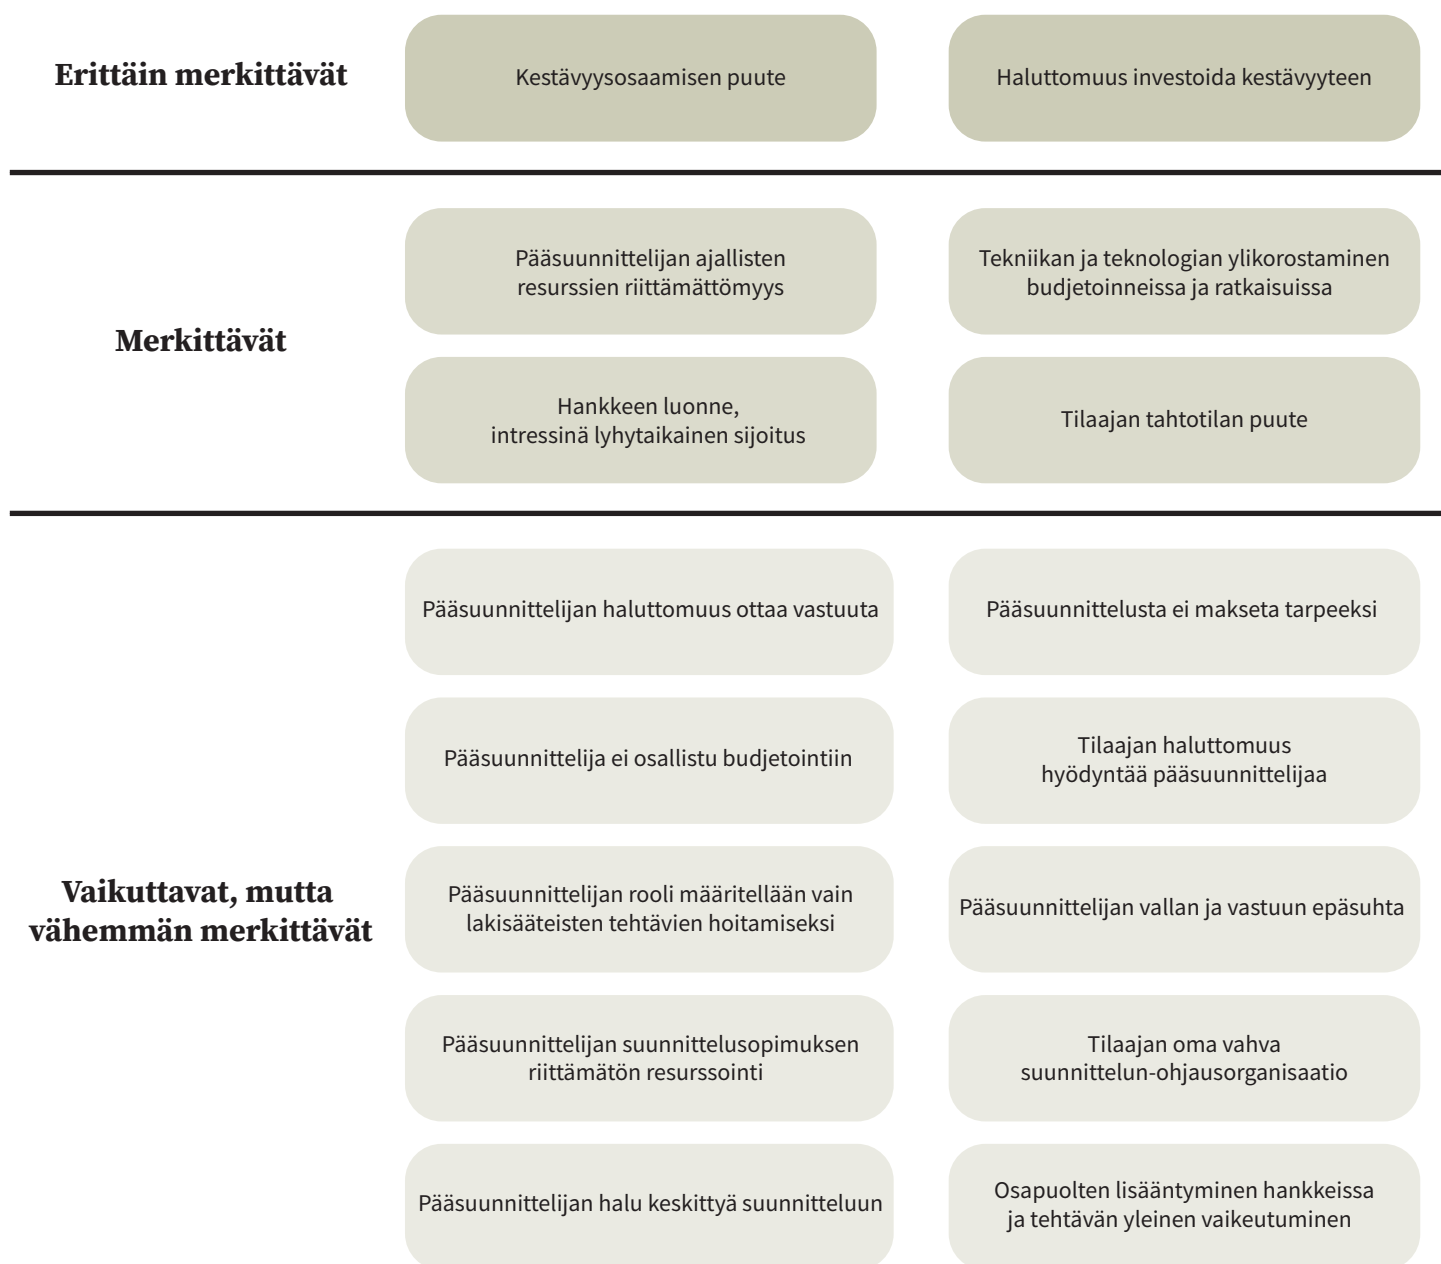 Erittäin merkittävät
Kestävyysosaamisen puute
Haluttomuus investoida kestävyyteen
Merkittävät
Pääsuunnittelijan ajallisten
resurssien riittämättömyys
Tekniikan ja teknologian ylikorostaminen
budjetoinneissa ja ratkaisuissa
Hankkeen luonne,
intressinä lyhytaikainen sijoitus
Tilaajan tahtotilan puute
Vaikuttavat, mutta
vähemmän merkittävät
Pääsuunnittelijan haluttomuus ottaa vastuuta
Pääsuunnittelusta ei makseta tarpeeksi
Pääsuunnittelija ei osallistu budjetointiin
Tilaajan haluttomuus
hyödyntää pääsuunnittelijaa
Pääsuunnittelijan rooli määritellään vain
lakisääteisten tehtävien hoitamiseksi
Pääsuunnittelijan vallan ja vastuun epäsuhta
Pääsuunnittelijan suunnittelusopimuksen
riittämätön resurssointi
Tilaajan oma vahva
suunnittelun-ohjausorganisaatio
Pääsuunnittelijan halu keskittyä suunnitteluun
Osapuolten lisääntyminen hankkeissa
ja tehtävän yleinen vaikeutuminen